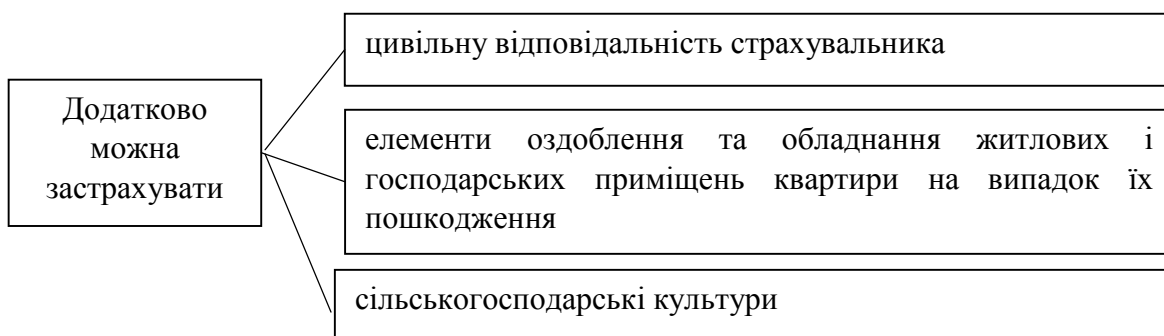 Додатково
можна
застрахувати
цивільну відповідальність страхувальника
елементи оздоблення та обладнання житлових і
господарських приміщень квартири на випадок їх
пошкодження
сільськогосподарські культури